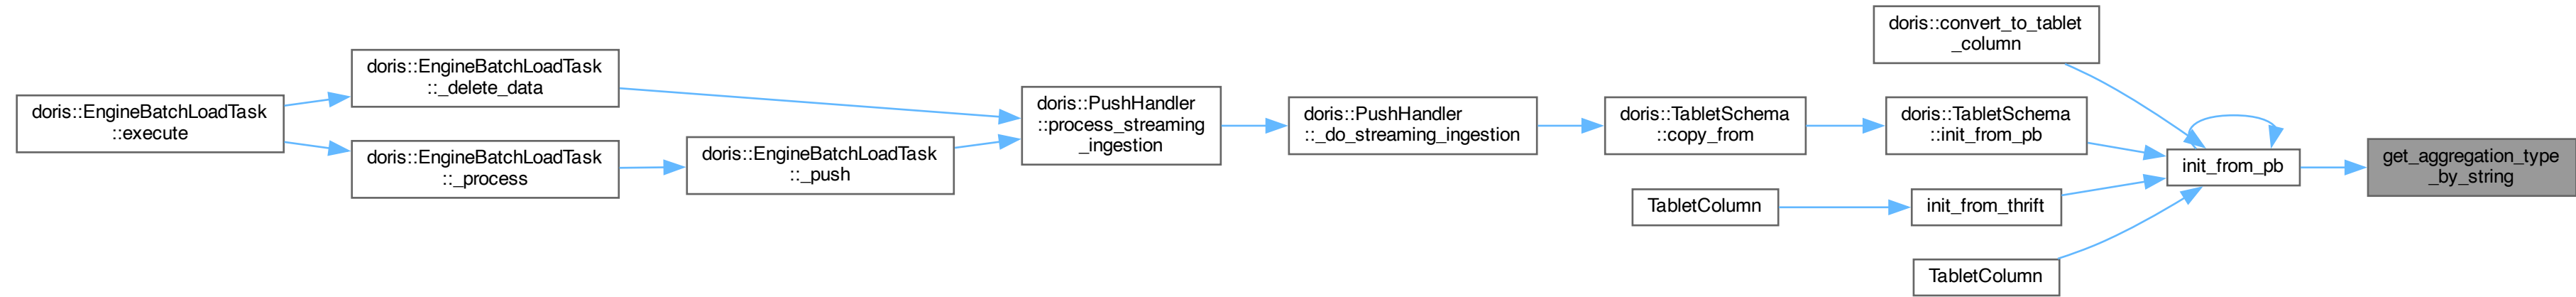 doris::EngineBatchLoadTask
::execute
doris::EngineBatchLoadTask
::_delete_data
doris::EngineBatchLoadTask
::_process
doris::EngineBatchLoadTask
::_push
doris::PushHandler
::process_streaming
_ingestion
doris::PushHandler
::_do_streaming_ingestion
doris::TabletSchema
::copy_from
TabletColumn
doris::convert_to_tablet
_column
doris::TabletSchema
::init_from_pb
init_from_thrift
TabletColumn
init_from_pb
get_aggregation_type
_by_string